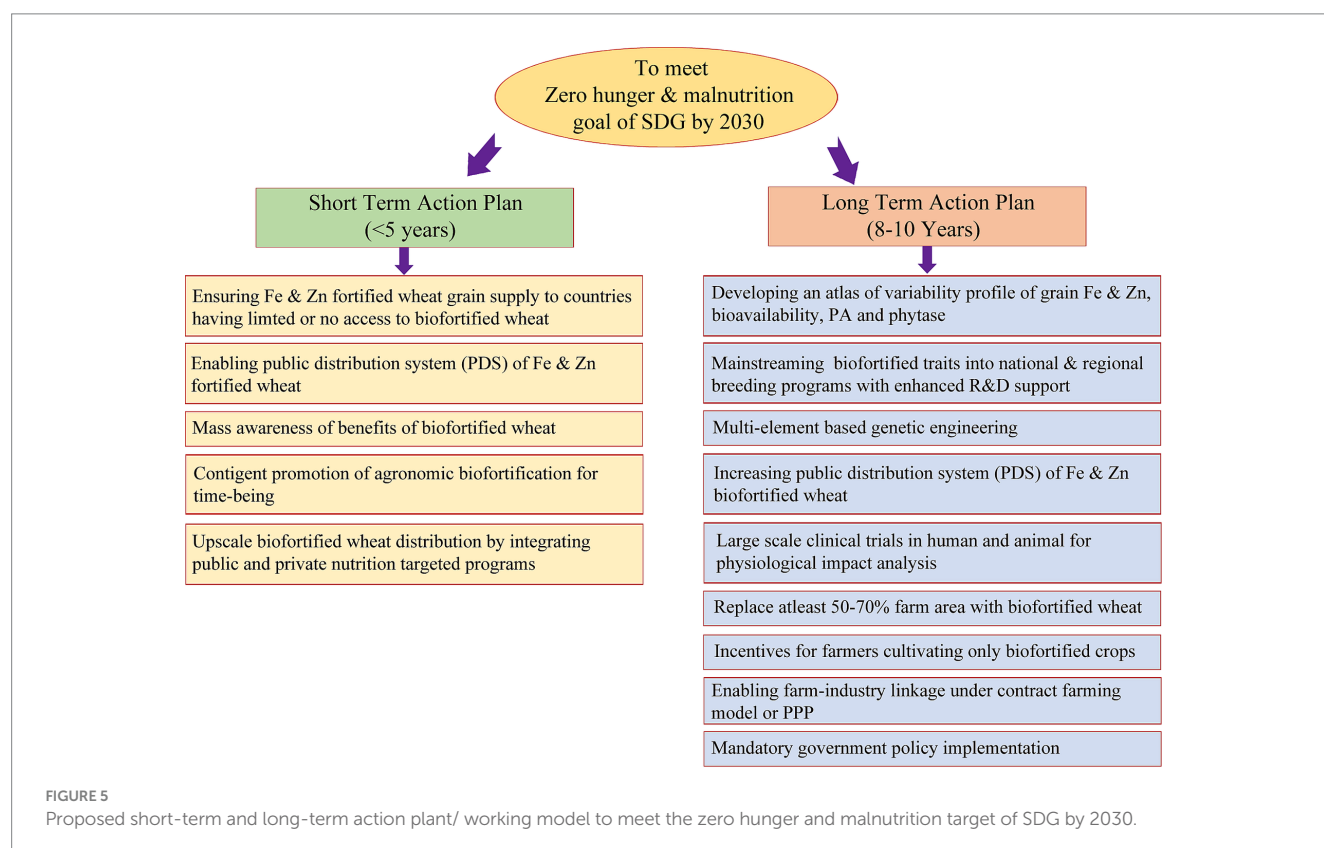 To meet
Zero hunger & malnutrition
goal of SDG by 2030
Short Term Action Plan
(<5 years)
Ensuring Fe & Zn fortified wheat grain supply to countries
having limted or no access to biofortified wheat
Enabling public distribution system (PDS) of Fe & Zn
fortified wheat
Mass awareness of benefits of biofortified wheat
Contigent promotion of agronomic biofortification for
time-being
Upscale biofortified wheat distribution by integrating
public and private nutrition targeted programs
Long Term Action Plan
(8-10 Years)
Developing an atlas of variability profile of grain Fe & Zn,
bioavailability, PA and phytase
Mainstreaming biofortified traits into national & regional
breeding programs with enhanced R&D support
Multi-element based genetic engineering
Increasing public distribution system (PDS) of Fe & Zn
biofortified wheat
Large scale clinical trials in human and animal for
physiological impact analysis
Replace atleast 50-70% farm area with biofortified wheat
Incentives for farmers cultivating only biofortified crops
Enabling farm-industry linkage under contract farming
model or PPP
Mandatory government policy implementation
FIGURE 5
Proposed short-term and long-term action plant/ working model to meet the zero hunger and malnutrition target of SDG by 2030.